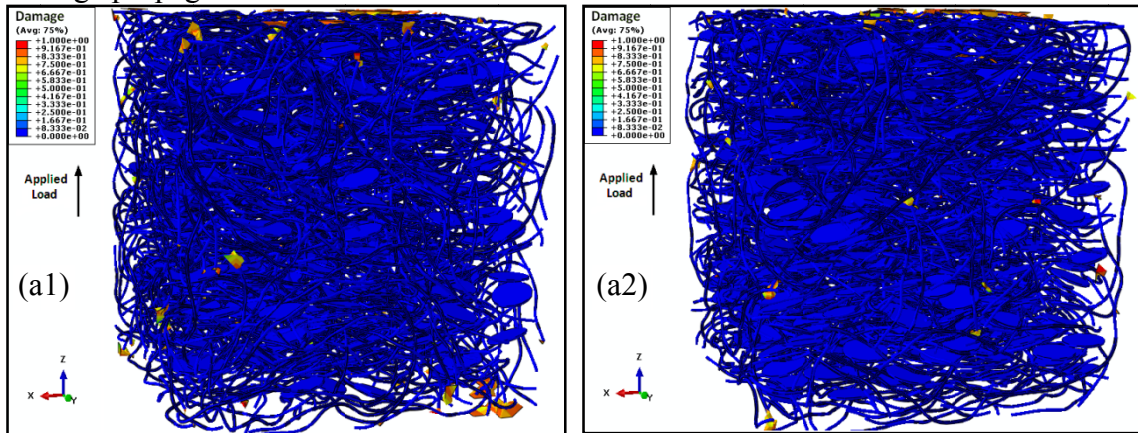 Damage
(Avg: 75%)
+1.000e+00
+9.167e-01
+8.333e-01
+7.500e-01
+6.667e-01
+5.833e-01
+5.000e-01
+4.167e-01
+3.333e-01
+2.500e-01
+1.667e-01
+8.333e-02
+0.000e+00
Applied
Load
(a1)
Z
X
Y
Damage
(Avg: 75%)
+1.000e+00
+9.167e-01
+8.333e-01
+7.500e-01
+6.667e-01
+5.833e-01
+5.000e-01
+4.167e-01
+3.333e-01
+2.500e-01
+1.667e-01
+8.333e-02
+0.000e+00
Applied
Load
(a2)
Z
X
Y